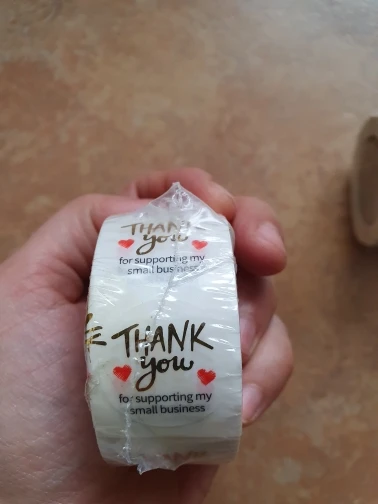 THANK
you
for supporting my
small business
THANK
you
for supporting my
small business